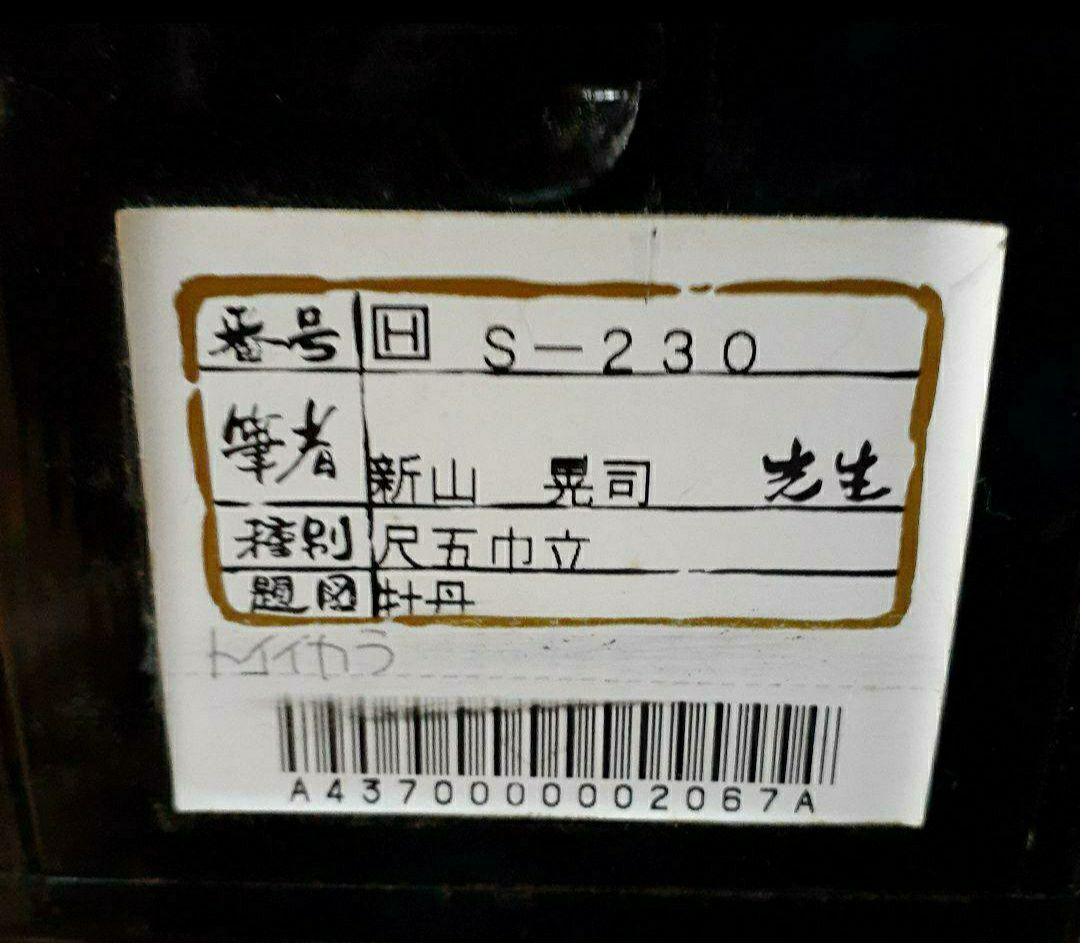 番号 H S-230
筆者 新山 晃司 先生
種別 尺五巾立
題図 牡丹
A4370000002067A